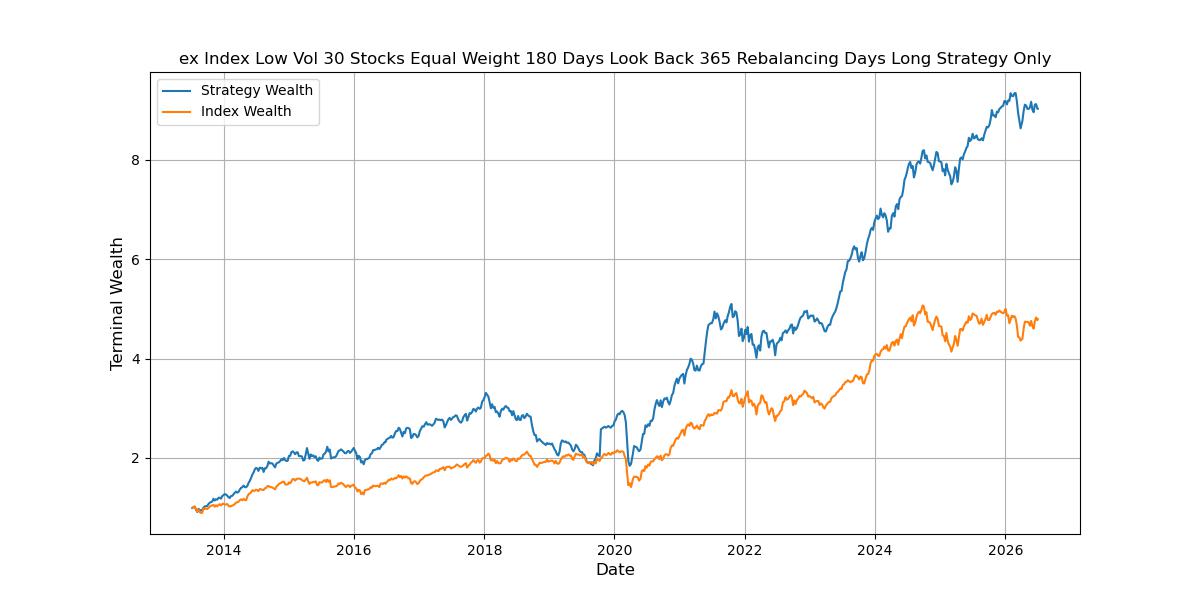 ex Index Low Vol 30 Stocks Equal Weight 180 Days Look Back 365 Rebalancing Days Long Strategy Only
Strategy Wealth
Index Wealth
Terminal Wealth
8
6
4
2
2014 2016 2018 2020 2022 2024 2026
Date